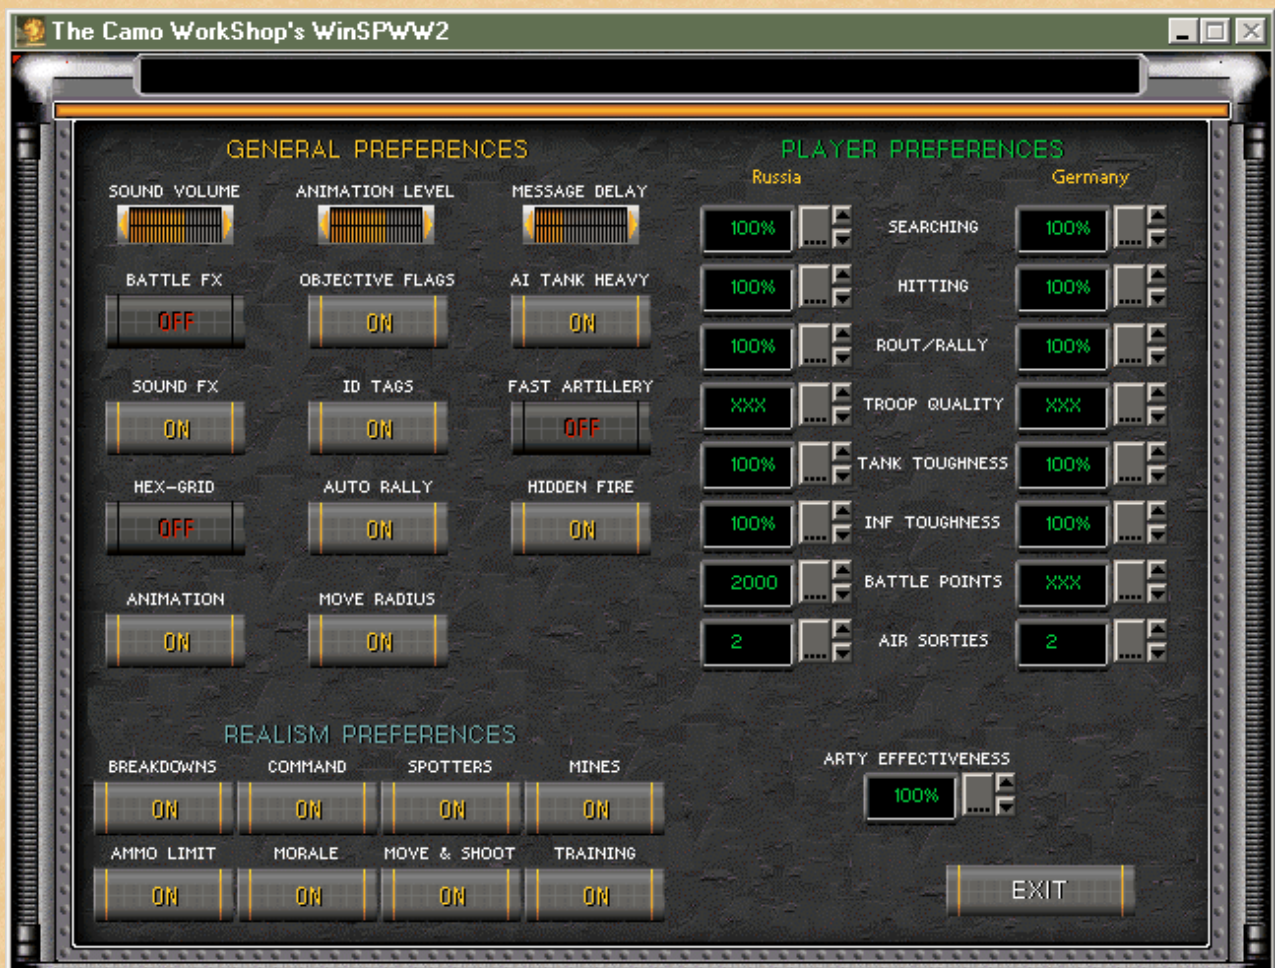 The Camo WorkShop's WinSPWW2
GENERAL PREFERENCES
SOUND VOLUME ANIMATION LEVEL MESSAGE DELAY
BATTLE FX OBJECTIVE FLAGS AI TANK HEAVY
OFF ON ON
SOUND FX ID TAGS FAST ARTILLERY
ON ON OFF
HEX-GRID AUTO RALLY HIDDEN FIRE
OFF ON ON
ANIMATION MOVE RADIUS
ON ON
REALISM PREFERENCES
BREAKDOWNS COMMAND SPOTTERS MINES
ON ON ON ON
AMMO LIMIT MORALE MOVE & SHOOT TRAINING
ON ON ON ON
PLAYER PREFERENCES
Russia Germany
100% SEARCHING 100%
100% HITTING 100%
100% ROUT/RALLY 100%
XXX TROOP QUALITY XXX
100% TANK TOUGHNESS 100%
100% INF TOUGHNESS 100%
2000 BATTLE POINTS XXX
2 AIR SORTIES 2
ARTY EFFECTIVENESS
100%
EXIT